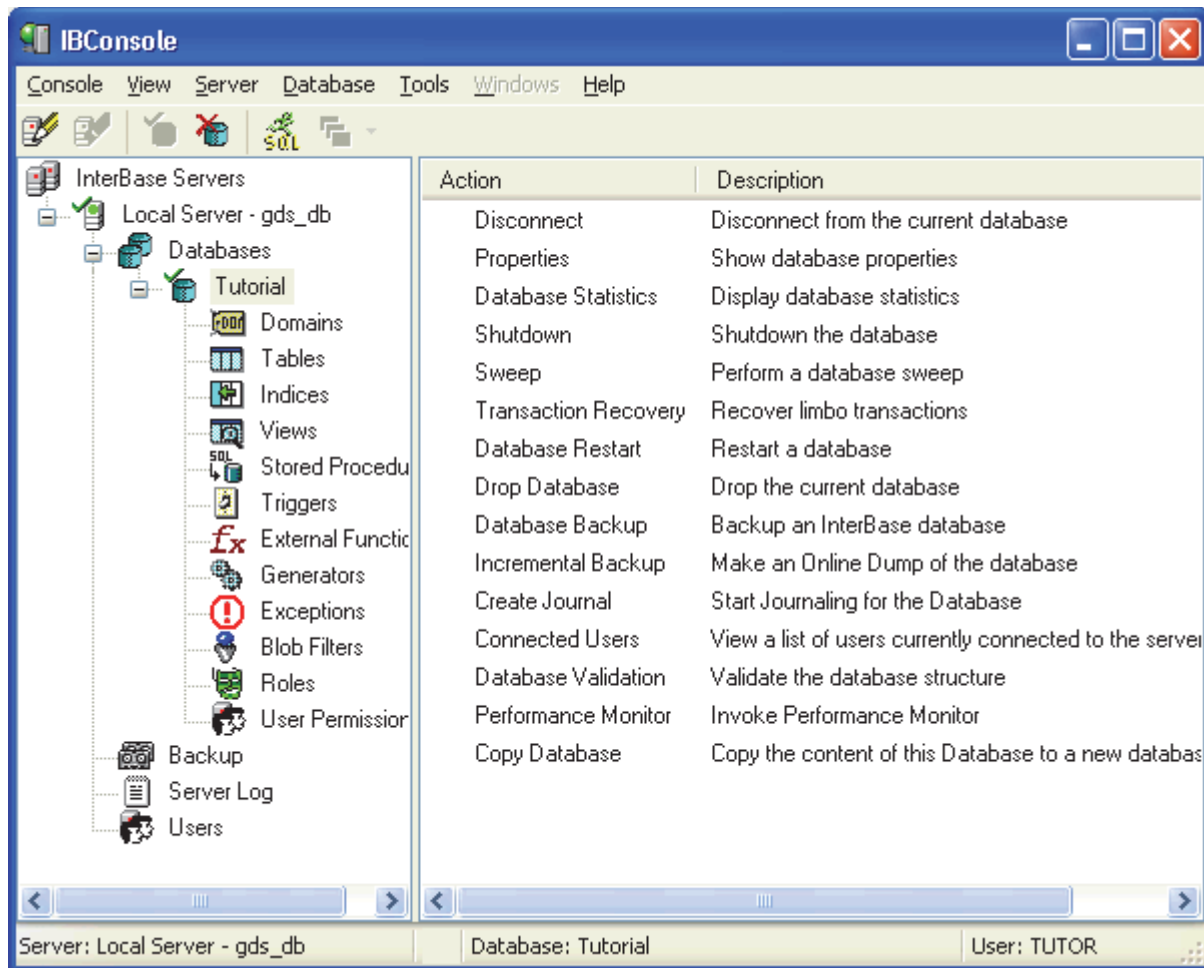 IBConsole
Console View Server Database Tools Windows Help
SQL
InterBase Servers
Local Server - gds_db
Databases
Tutorial
Domains
Tables
Indices
Views
Stored Procedu
Triggers
External Functio
Generators
Exceptions
Blob Filters
Roles
User Permission
Backup
Server Log
Users
Action Description
Disconnect Disconnect from the current database
Properties Show database properties
Database Statistics Display database statistics
Shutdown Shutdown the database
Sweep Perform a database sweep
Transaction Recovery Recover limbo transactions
Database Restart Restart a database
Drop Database Drop the current database
Database Backup Backup an InterBase database
Incremental Backup Make an Online Dump of the database
Create Journal Start Journaling for the Database
Connected Users View a list of users currently connected to the server
Database Validation Validate the database structure
Performance Monitor Invoke Performance Monitor
Copy Database Copy the content of this Database to a new databas
Server: Local Server - gds_db Database: Tutorial User: TUTOR